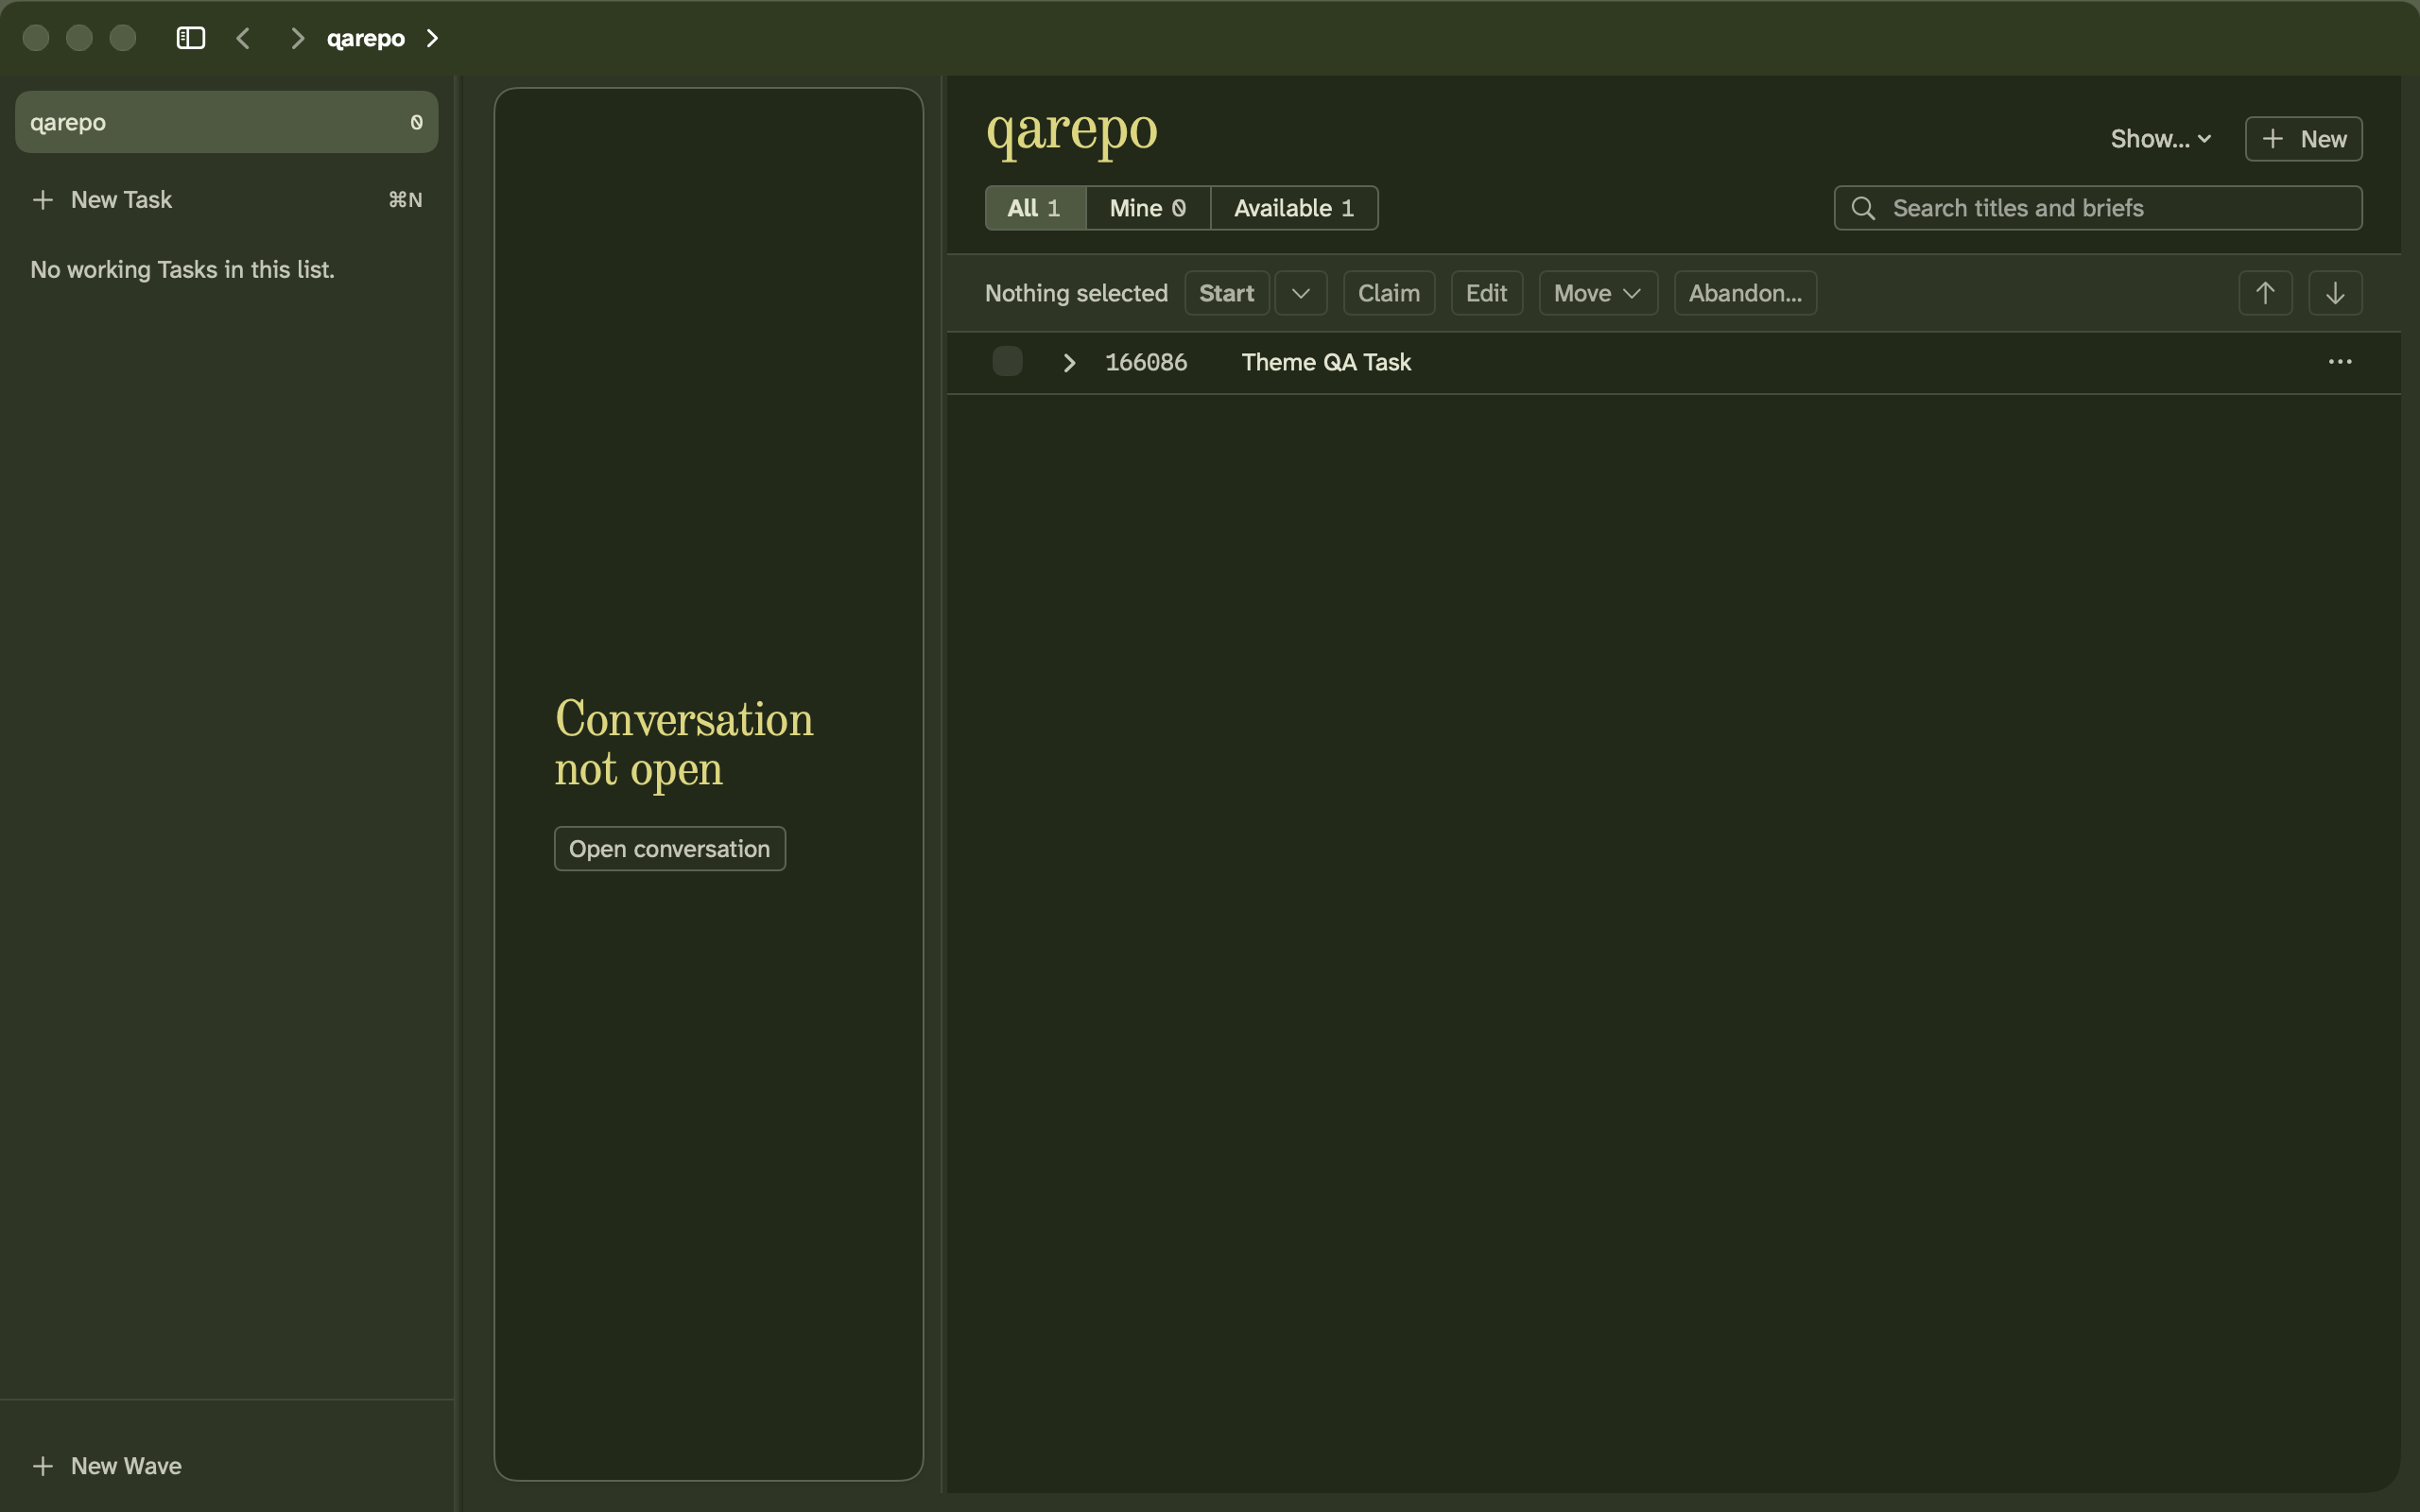 qarepo
qarepo 0
New Task ⌘N
No working Tasks in this list.
New Wave
Conversation
not open
Open conversation
qarepo
Show...
New
All 1
Mine 0
Available 1
Search titles and briefs
Nothing selected
Start
Claim
Edit
Move
Abandon...
166086 Theme QA Task